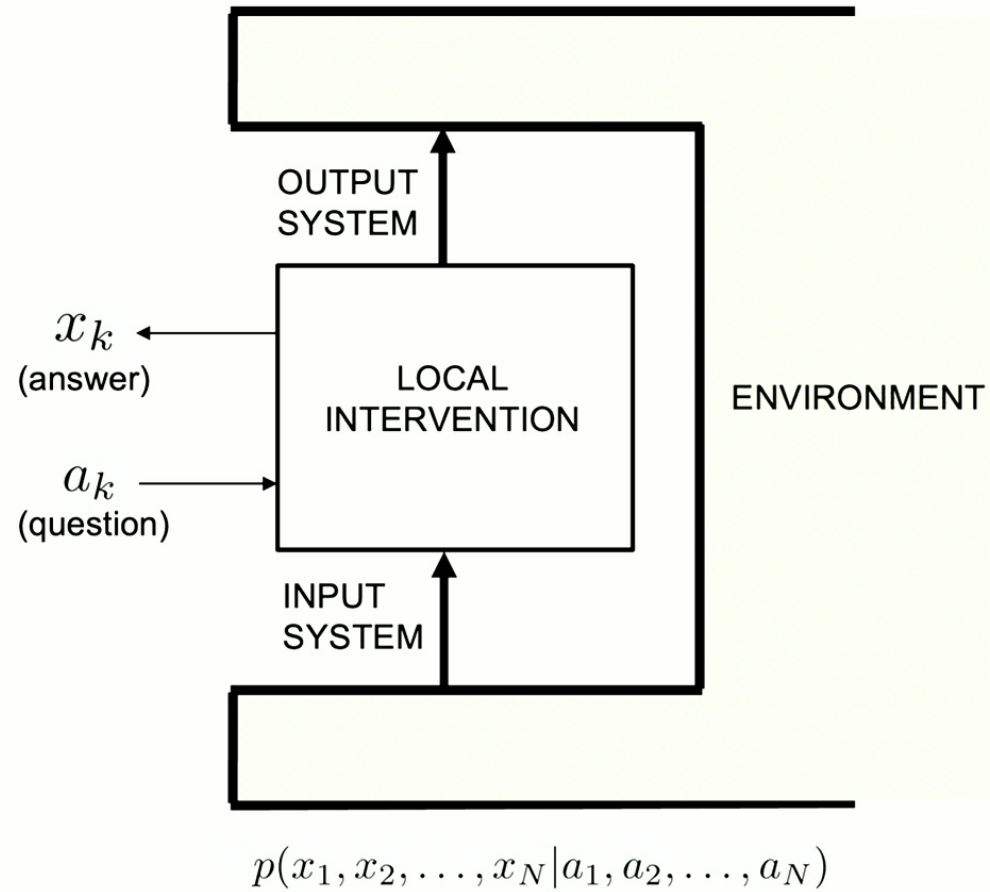 OUTPUT
SYSTEM
x_k
(answer)
LOCAL
INTERVENTION
ENVIRONMENT
a_k
(question)
INPUT
SYSTEM
p(x_1, x_2, ..., x_N|a_1, a_2, ..., a_N)